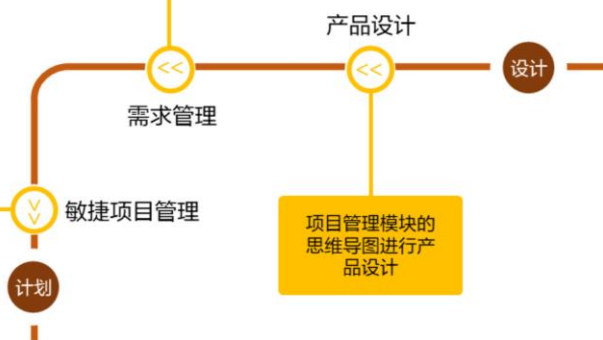 产品设计
<<
<<
设计
需求管理
敏捷项目管理
项目管理模块的
思维导图进行产
品设计
计划